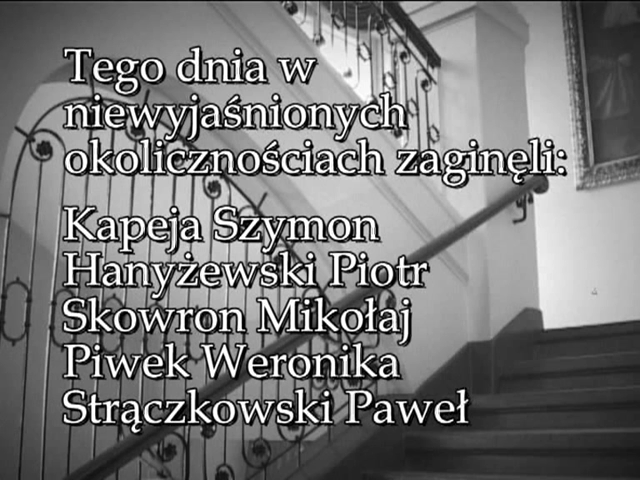 Tego dnia w
niewyjaśnionych
okolicznościach zaginęli:
Kapeja Szymon
Hanyżewski Piotr
Skowron Mikołaj
Piwek Weronika
Strączkowski Paweł